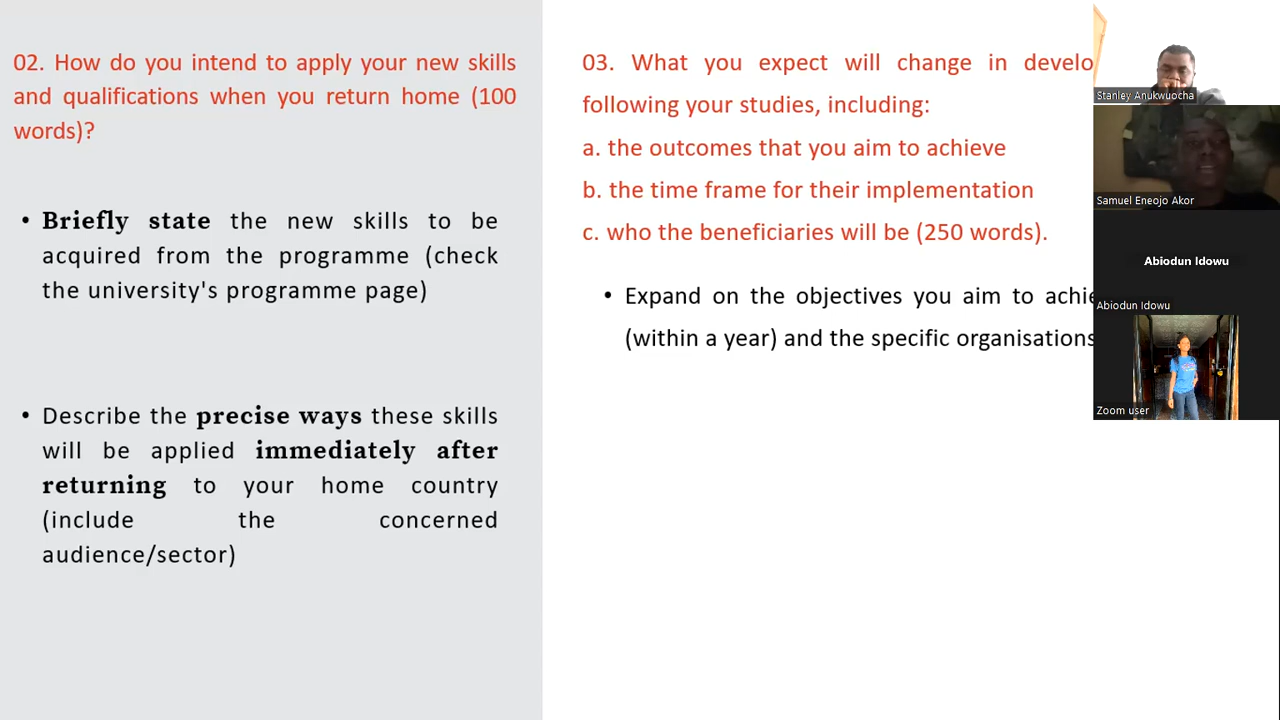 02. How do you intend to apply your new skills
and qualifications when you return home (100
words)?
• Briefly state the new skills to be
acquired from the programme (check
the university's programme page)
• Describe the precise ways these skills
will be applied immediately after
returning to your home country
(include the concerned
audience/sector)
03. What you expect will change in develo
following your studies, including:
a. the outcomes that you aim to achieve
b. the time frame for their implementation
c. who the beneficiaries will be (250 words).
• Expand on the objectives you aim to achie
(within a year) and the specific organisations
Stanley Anukwuocha
Samuel Eneojo Akor
Abiodun Idowu
Abiodun Idowu
Zoom user